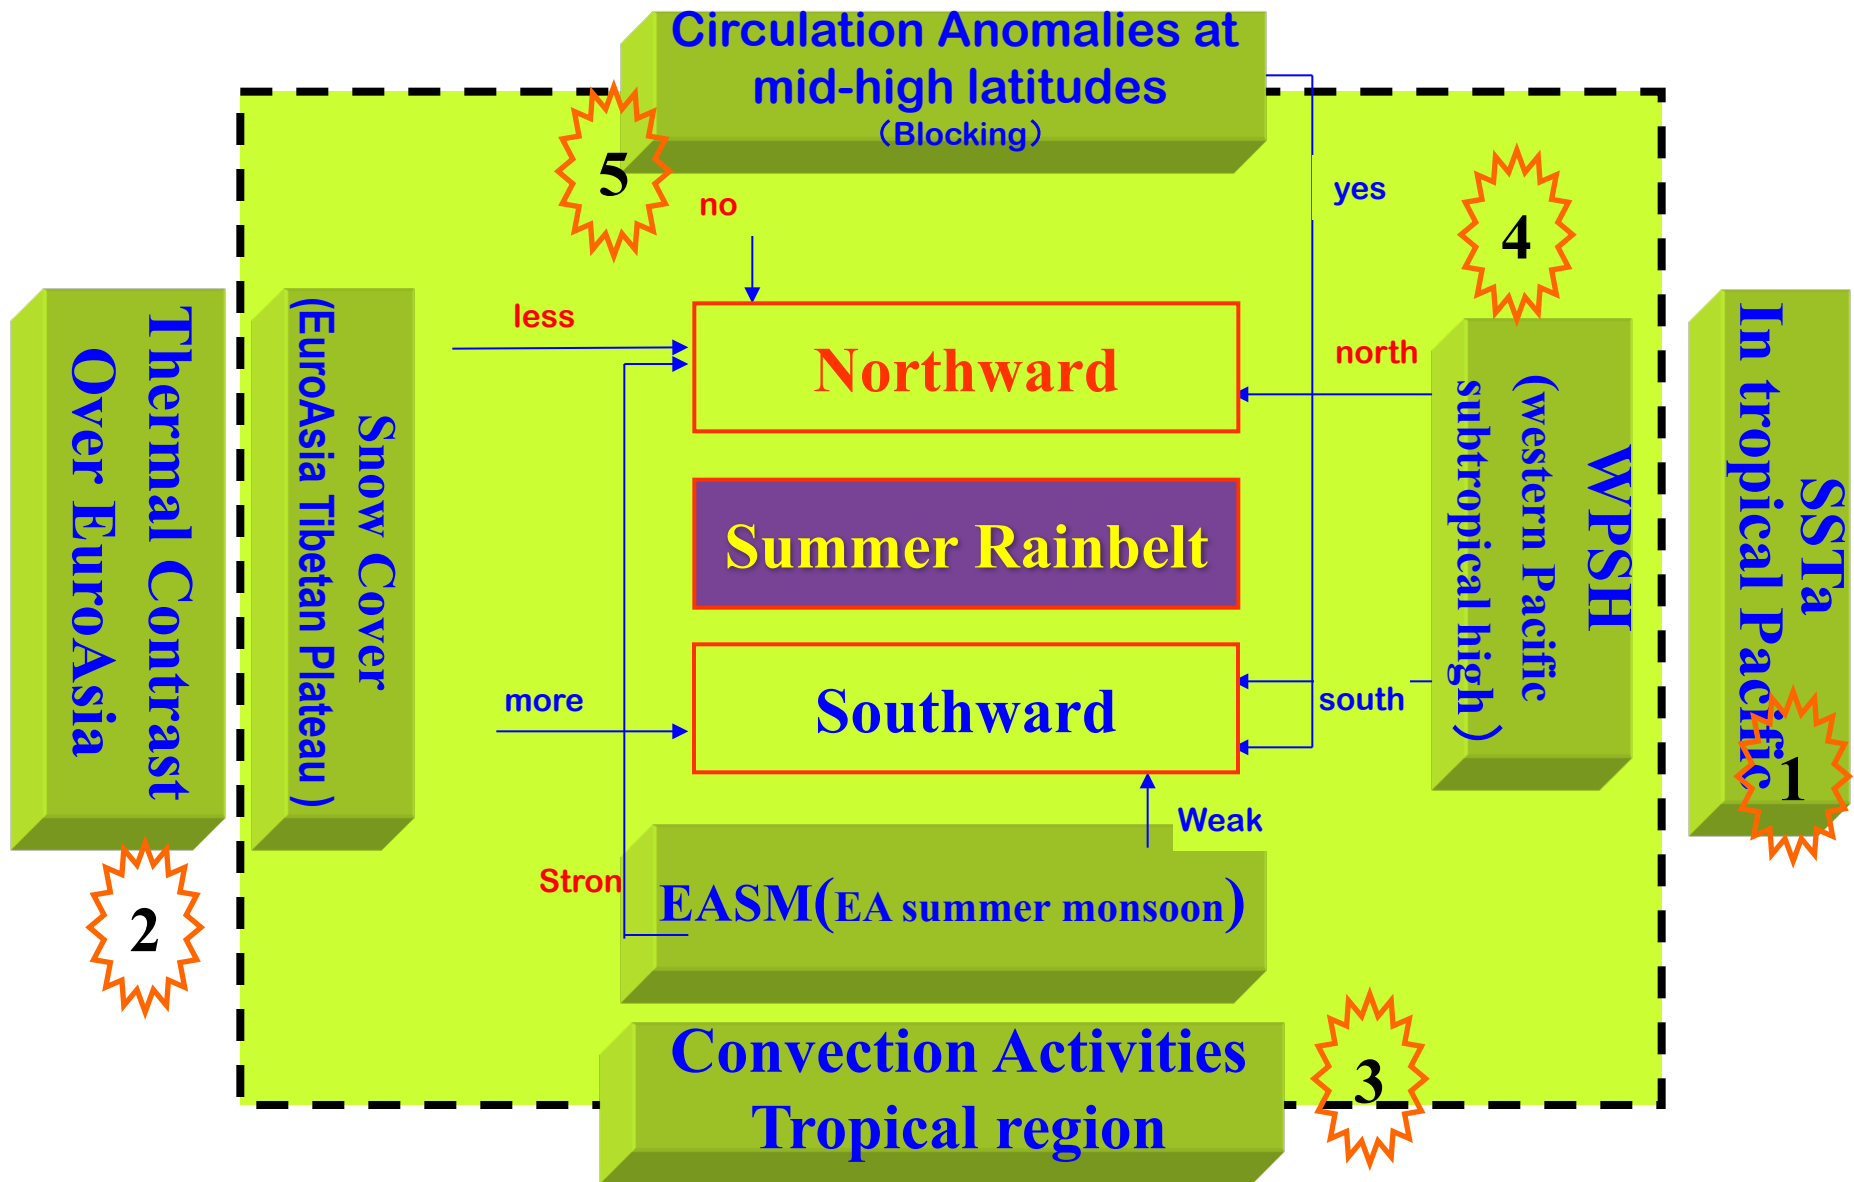 Circulation Anomalies at
mid-high latitudes
（Blocking）
5
no
yes
4
less
north
Northward
Thermal Contrast
Over EuroAsia
Snow Cover
(EuroAsia Tibetan Plateau )
WPSH
(western Pacific
subtropical high )
SSTa
In tropical Pacific
1
Summer Rainbelt
more
Southward
south
Weak
Stron
EASM(EA summer monsoon)
2
Convection Activities
Tropical region
3